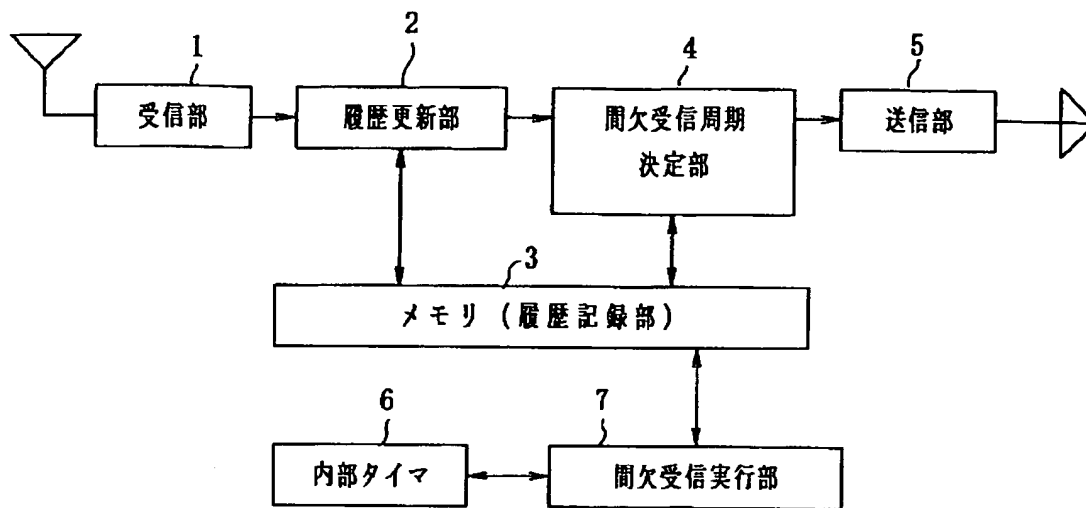 1
受信部
2
履歴更新部
4
間欠受信周期
決定部
5
送信部
3
メモリ(履歴記録部)
6
内部タイマ
7
間欠受信実行部